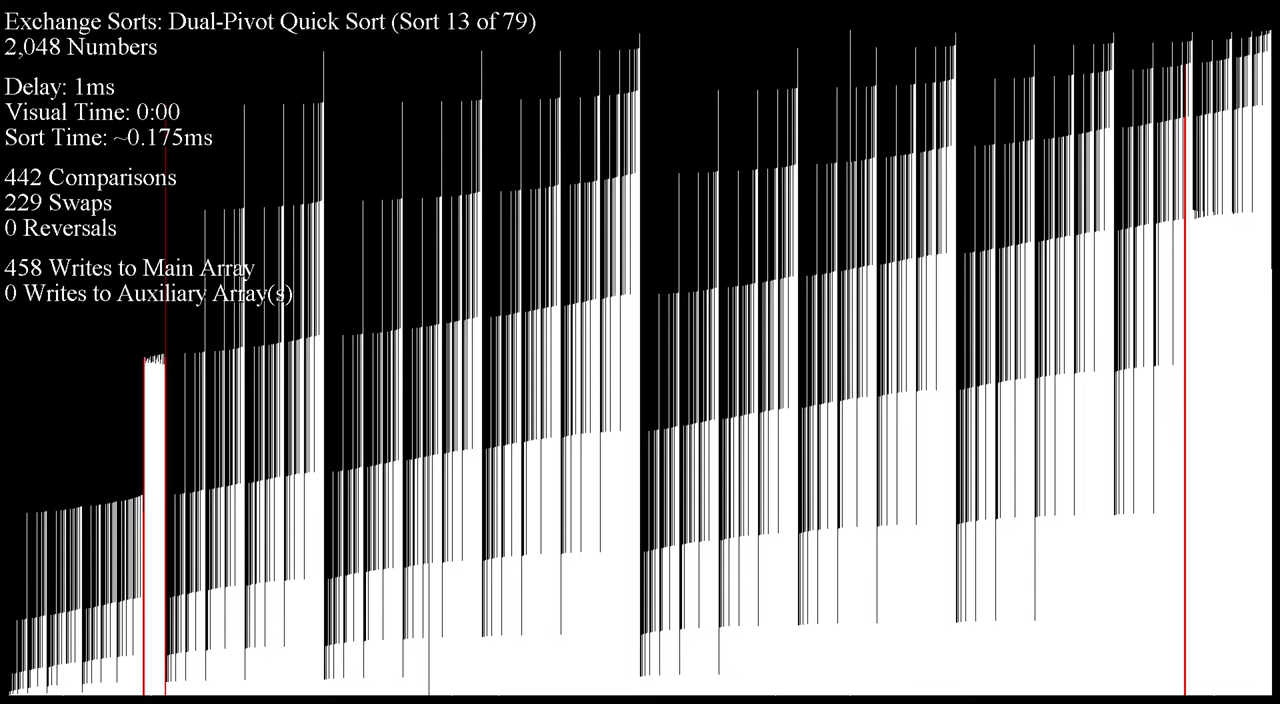 Exchange Sorts: Dual-Pivot Quick Sort (Sort 13 of 79)
2,048 Numbers
Delay: 1ms
Visual Time: 0:00
Sort Time: ~0.175ms
442 Comparisons
229 Swaps
0 Reversals
458 Writes to Main Array
0 Writes to Auxiliary Array(s)